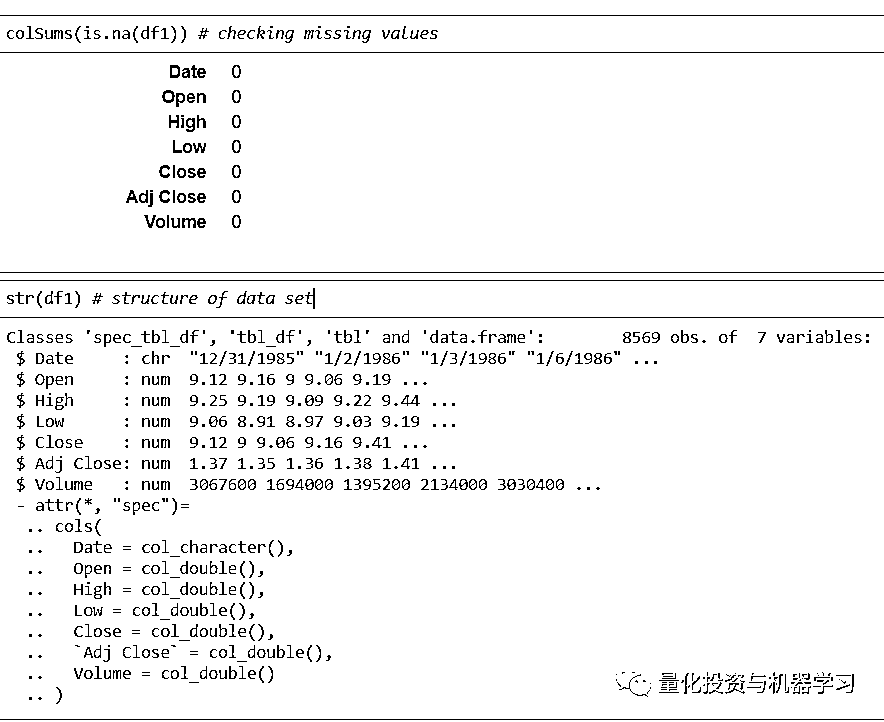 colSums(is.na(df1)) # checking missing values
Date 0
Open 0
High 0
Low 0
Close 0
Adj Close 0
Volume 0
str(df1) # structure of data set
Classes 'spec_tbl_df', 'tbl_df', 'tbl' and 'data.frame': 8569 obs. of 7 variables:
$ Date : chr "12/31/1985" "1/2/1986" "1/3/1986" "1/6/1986" ...
$ Open : num 9.12 9.16 9 9.06 9.19 ...
$ High : num 9.25 9.19 9.09 9.22 9.44 ...
$ Low : num 9.06 8.91 8.97 9.03 9.19 ...
$ Close : num 9.12 9 9.06 9.16 9.41 ...
$ Adj Close: num 1.37 1.35 1.36 1.38 1.41 ...
$ Volume : num 3067600 1694000 1395200 2134000 3030400 ...
- attr(*, "spec")=
.. cols(
.. Date = col_character(),
.. Open = col_double(),
.. High = col_double(),
.. Low = col_double(),
.. Close = col_double(),
.. `Adj Close` = col_double(),
.. Volume = col_double()
.. )
量化投资与机器学习